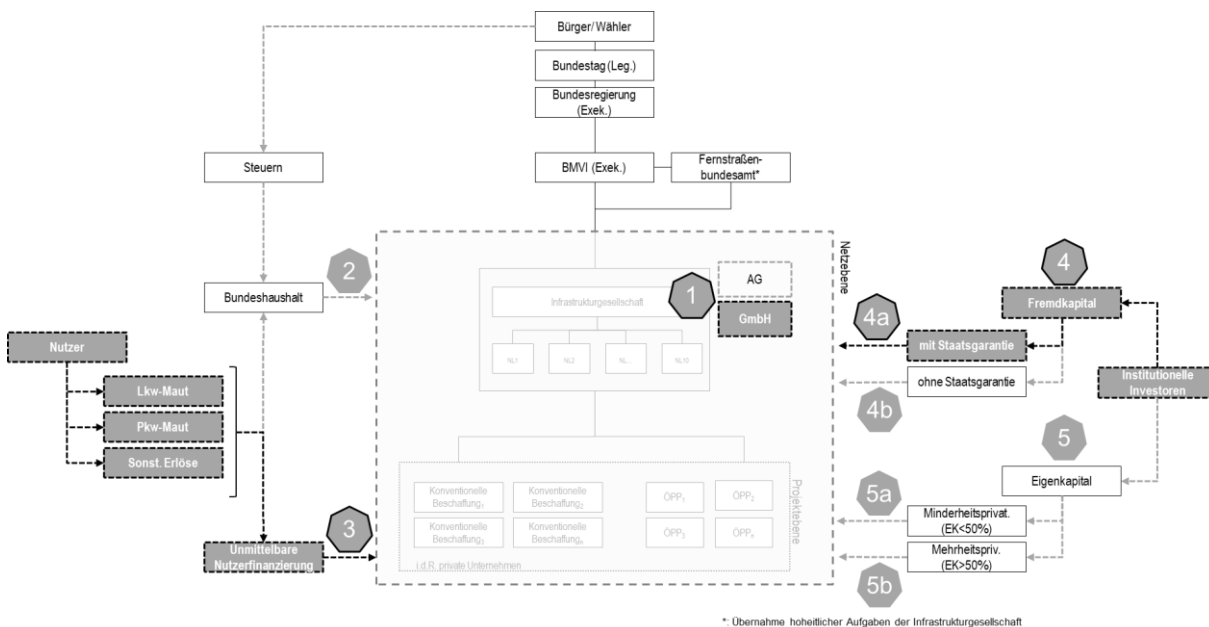 Bürger/ Wähler
Bundestag (Leg.)
Bundesregierung
(Exek.)
Steuern
BMVI (Exek.)
Fernstraßen-
bundesamt*
Netzebene
2
Bundeshaushalt
1
AG
GmbH
Infrastrukturgesellschaft
NL1
NL2
NL...
NL10
4
Fremdkapital
4a
mit Staatsgarantie
ohne Staatsgarantie
4b
Institutionelle
Investoren
Nutzer
Lkw-Maut
Pkw-Maut
Sonst. Erlöse
5
Eigenkapital
5a
Minderheitsprivat.
(EK<50%)
Mehrheitspriv.
(EK>50%)
5b
Projektebene
Konventionelle
Beschaffung1
Konventionelle
Beschaffung2
ÖPP1
ÖPP2
Konventionelle
Beschaffung3
Konventionelle
Beschaffungn
ÖPP3
ÖPPn
i.d.R. private Unternehmen
3
Unmittelbare
Nutzerfinanzierung
*: Übernahme hoheitlicher Aufgaben der Infrastrukturgesellschaft